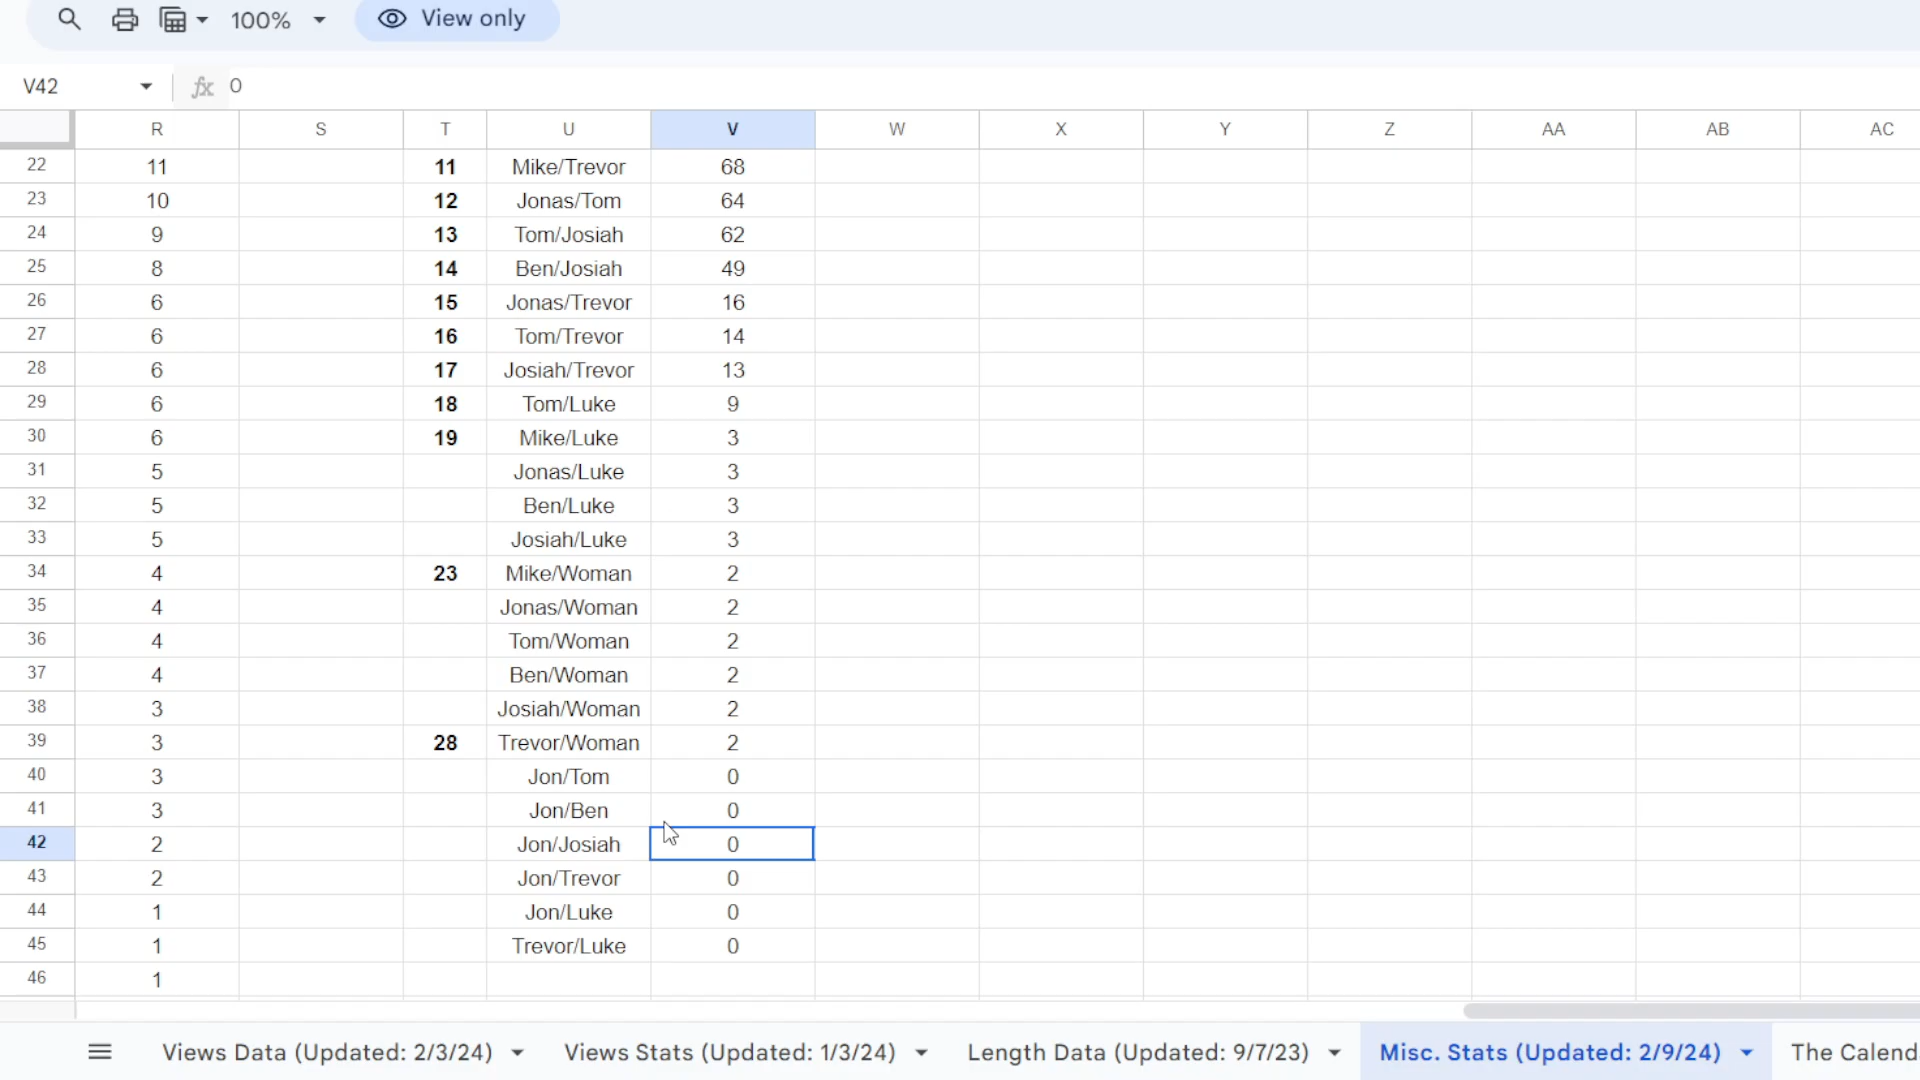 100% View only
V42 fx 0
R S T U V W X Y Z AA AB AC
22 11 11 Mike/Trevor 68
23 10 12 Jonas/Tom 64
24 9 13 Tom/Josiah 62
25 8 14 Ben/Josiah 49
26 6 15 Jonas/Trevor 16
27 6 16 Tom/Trevor 14
28 6 17 Josiah/Trevor 13
29 6 18 Tom/Luke 9
30 6 19 Mike/Luke 3
31 5 Jonas/Luke 3
32 5 Ben/Luke 3
33 5 Josiah/Luke 3
34 4 23 Mike/Woman 2
35 4 Jonas/Woman 2
36 4 Tom/Woman 2
37 4 Ben/Woman 2
38 3 Josiah/Woman 2
39 3 28 Trevor/Woman 2
40 3 Jon/Tom 0
41 3 Jon/Ben 0
42 2 Jon/Josiah 0
43 2 Jon/Trevor 0
44 1 Jon/Luke 0
45 1 Trevor/Luke 0
46 1
Views Data (Updated: 2/3/24) Views Stats (Updated: 1/3/24) Length Data (Updated: 9/7/23) Misc. Stats (Updated: 2/9/24) The Calend